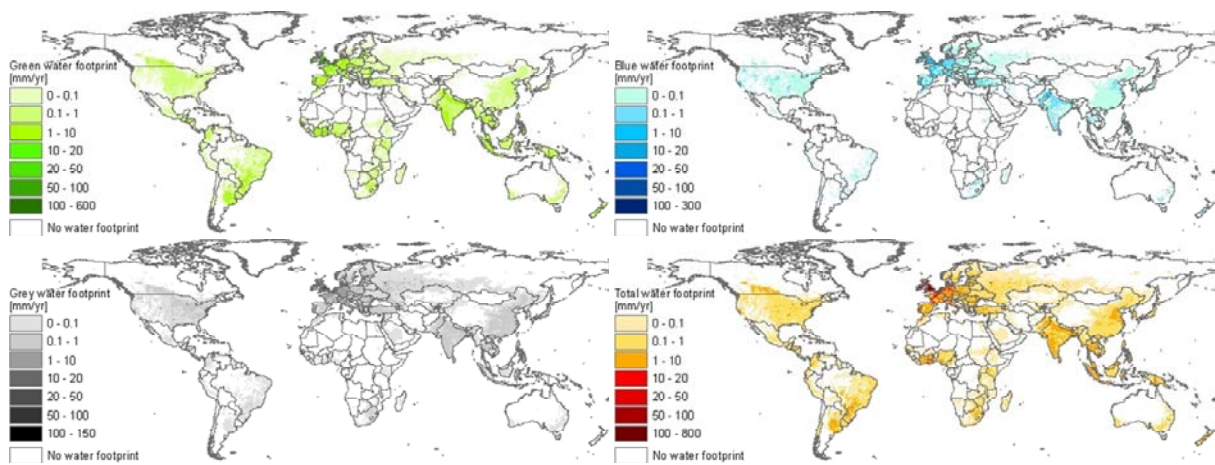 Green water footprint
[mm/yr]
0 - 0.1
0.1 - 1
1 - 10
10 - 20
20 - 50
50 - 100
100 - 600
No water footprint
Blue water footprint
[mm/yr]
0 - 0.1
0.1 - 1
1 - 10
10 - 20
20 - 50
50 - 100
100 - 300
No water footprint
Grey water footprint
[mm/yr]
0 - 0.1
0.1 - 1
1 - 10
10 - 20
20 - 50
50 - 100
100 - 150
No water footprint
Total water footprint
[mm/yr]
0 - 0.1
0.1 - 1
1 - 10
10 - 20
20 - 50
50 - 100
100 - 800
No water footprint